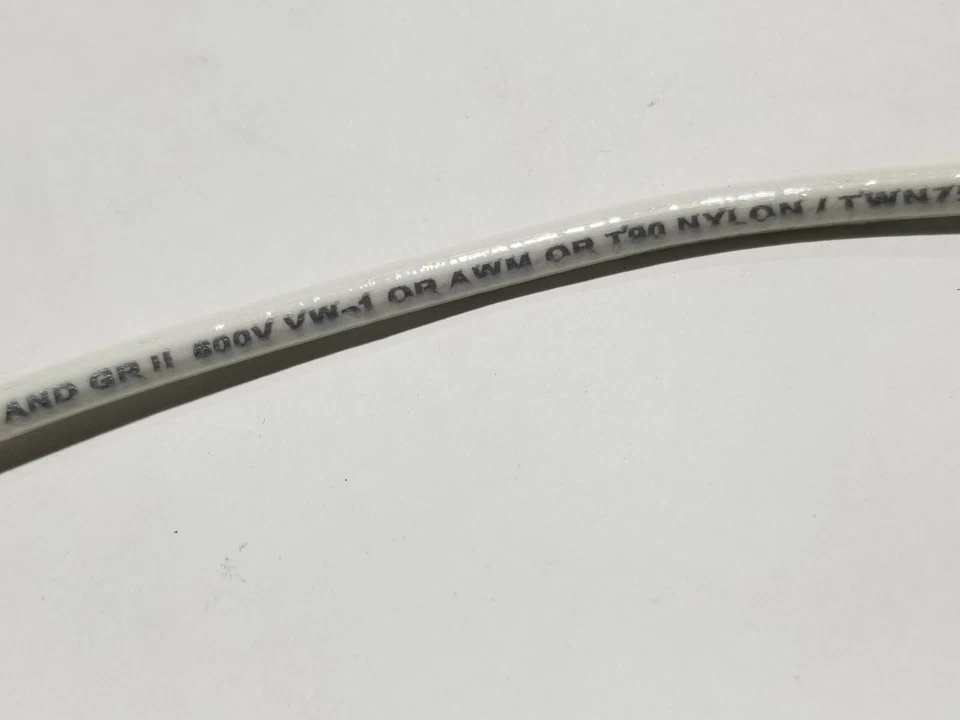 AND GR II 600V VW-1 OR AWM OR T90 NYLON / TWN75